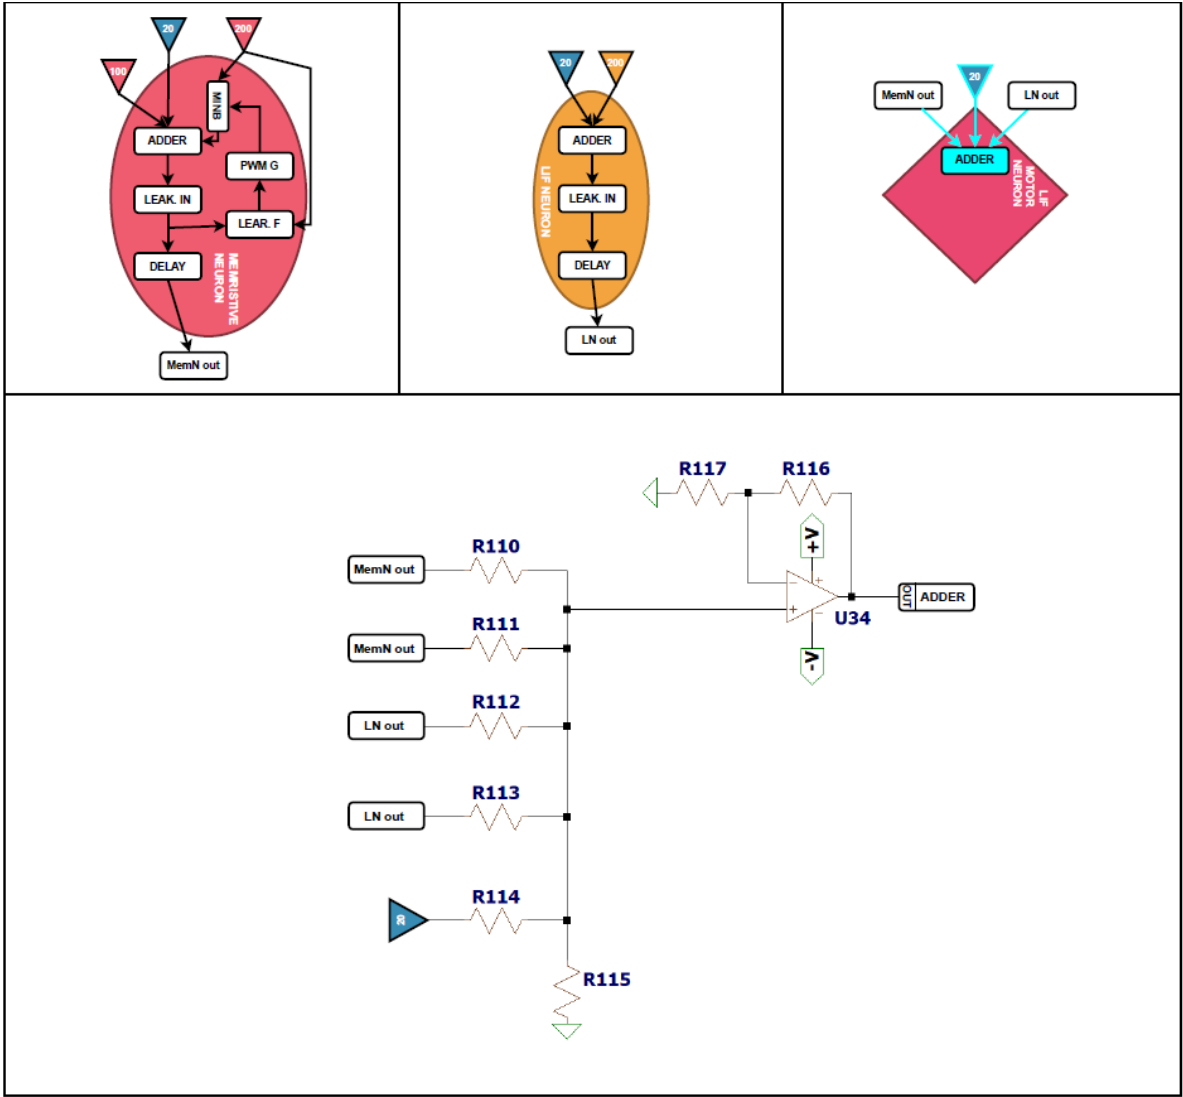 20
200
100
MINB
ADDER
PWM G
LEAK. IN
LEAR. F
DELAY
MEMRISTIVE
NEURON
MemN out
20
200
ADDER
LIF NEURON
LEAK. IN
DELAY
LN out
20
MemN out
LN out
ADDER
LIF
MOTOR
NEURON
R117
R116
+V
-
+
+
-
U34
-V
OUT
ADDER
R110
MemN out
R111
MemN out
R112
LN out
R113
LN out
R114
20
R115